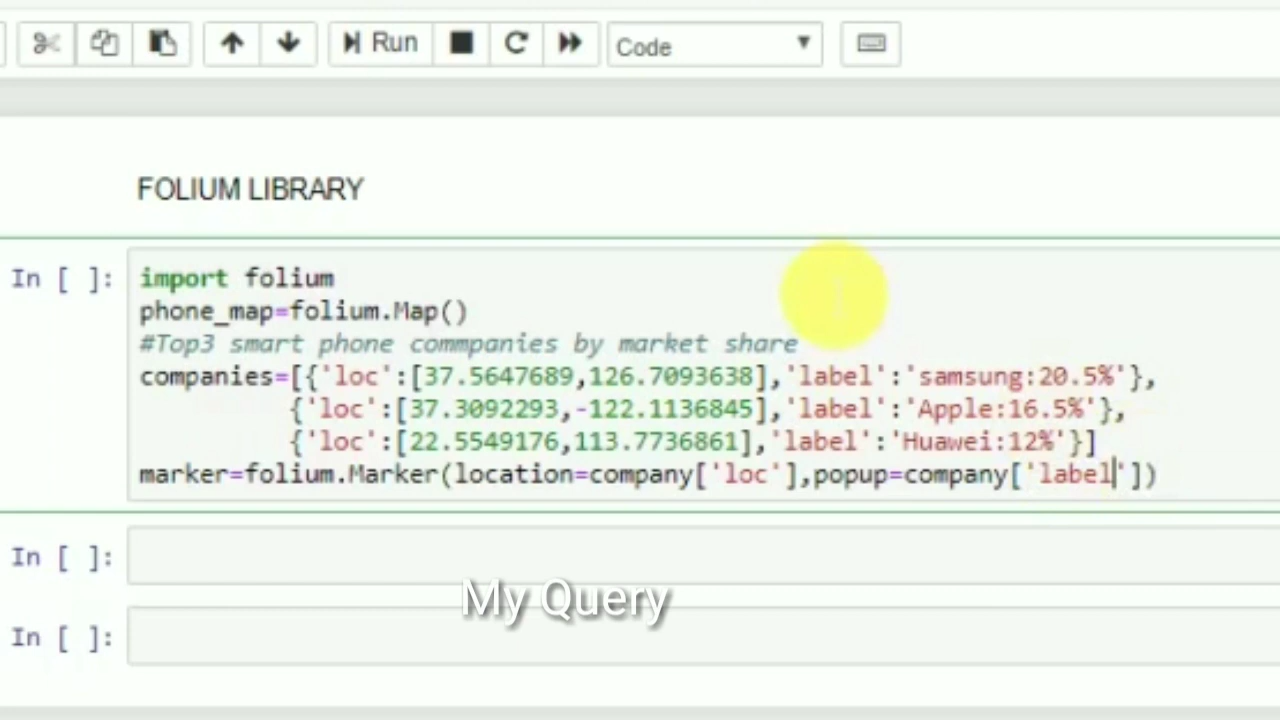 Run
Code
FOLIUM LIBRARY
In [ ]:
import folium
phone_map=folium.Map()
#Top3 smart phone commpanies by market share
companies=[{'loc':[37.5647689,126.7093638],'label':'samsung:20.5%'},
{'loc':[37.3092293,-122.1136845],'label':'Apple:16.5%'},
{'loc':[22.5549176,113.7736861],'label':'Huawei:12%'}]
marker=folium.Marker(location=company['loc'],popup=company['label'])
In [ ]:
My Query
In [ ]: